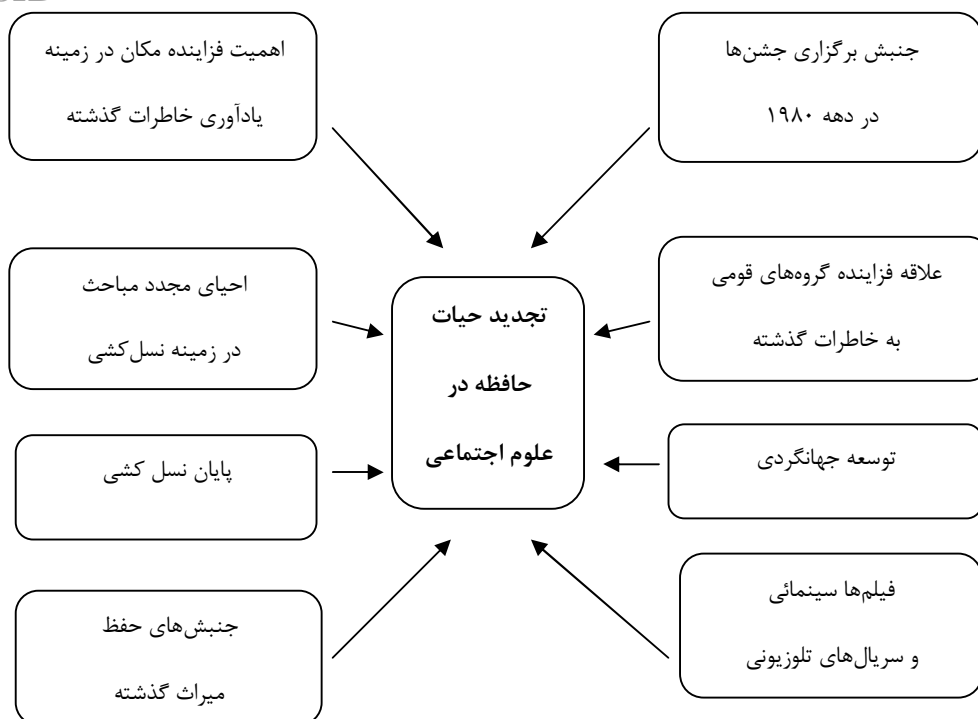 جنبش برگزاری جشن‌ها
در دهه ۱۹۸۰
اهمیت فزاینده مکان در زمینه
یادآوری خاطرات گذشته
علاقه فزاینده گروه‌های قومی
به خاطرات گذشته
تجدید حیات
حافظه در
علوم اجتماعی
احیای مجدد مباحث
در زمینه نسل‌کشی
توسعه جهانگردی
پایان نسل کشی
فیلم‌ها سینمائی
و سریال‌های تلوزیونی
جنبش‌های حفظ
میراث گذشته